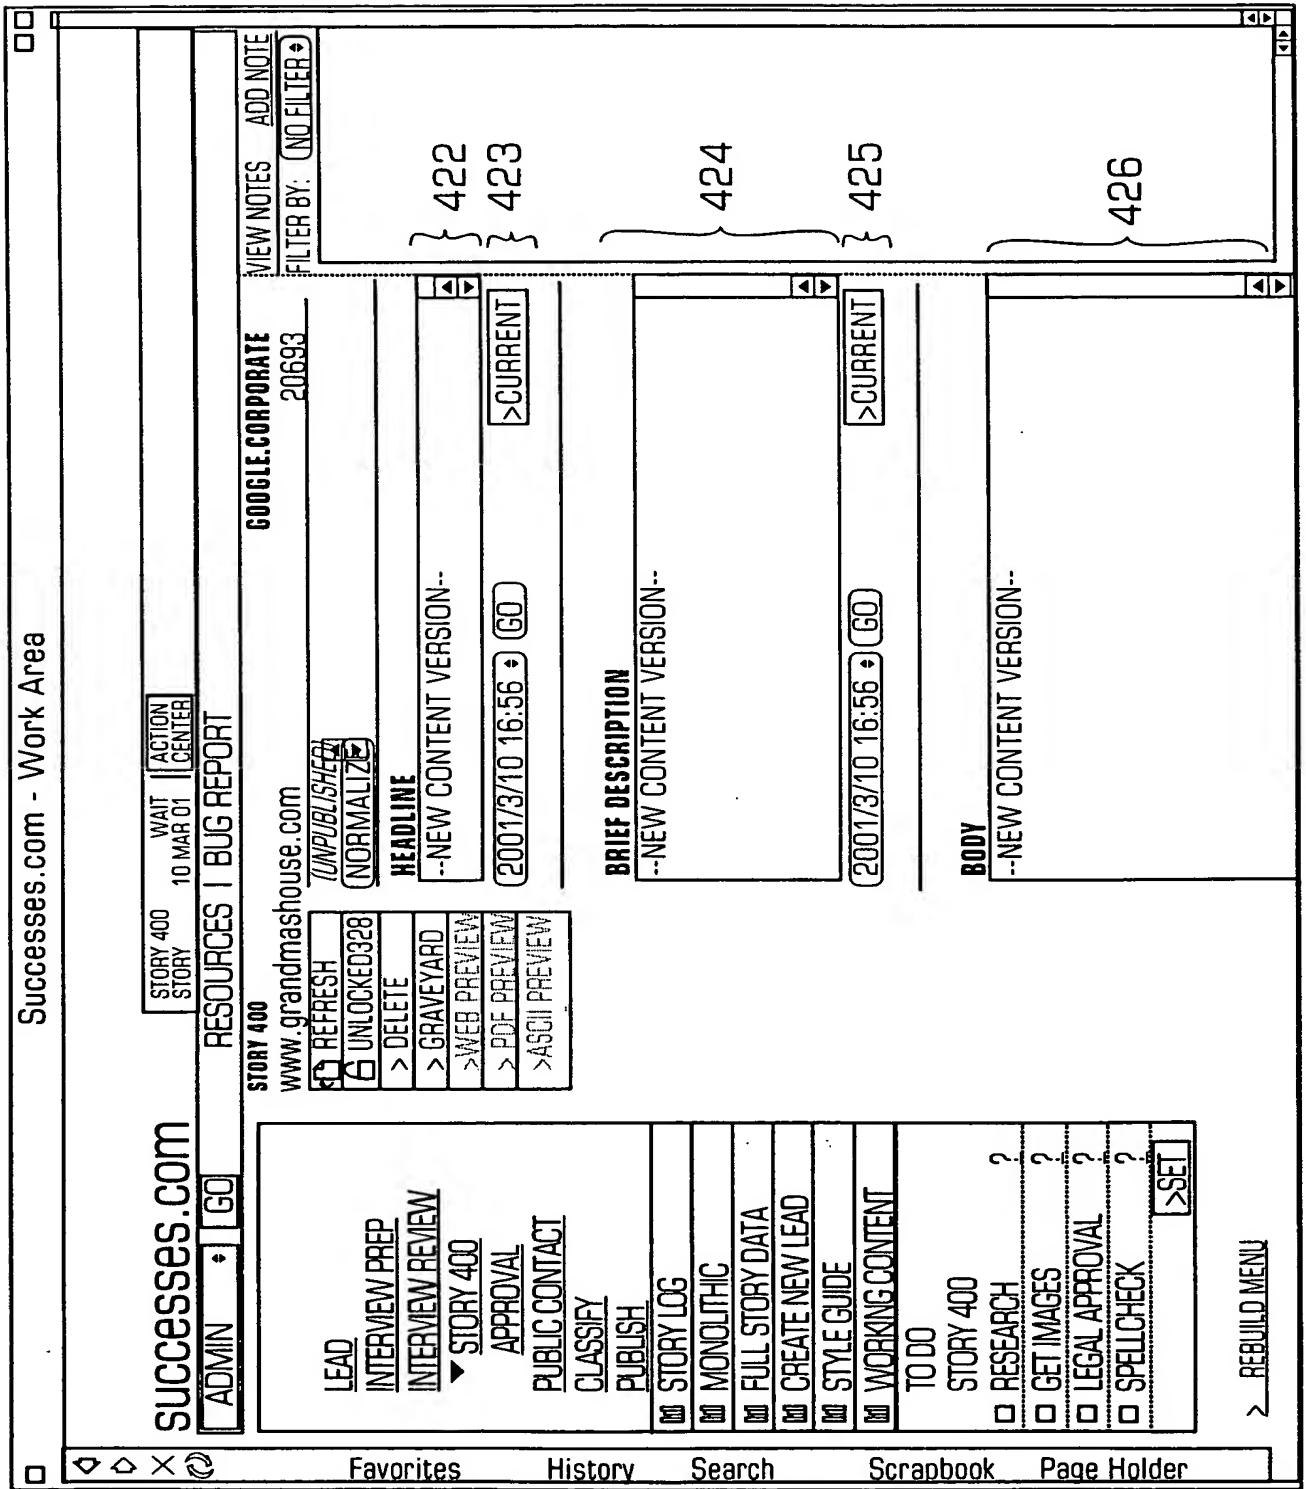 Successes.com - Work Area
Favorites
History
Search
Scrapbook
Page Holder
successes.com
STORY 400 WAIT
STORY 10 MAR 01
ACTION
CENTER
ADMIN GO
RESOURCES | BUG REPORT
LEAD
INTERVIEW PREP
INTERVIEW REVIEW
STORY 400
APPROVAL
PUBLIC CONTACT
CLASSIFY
PUBLISH
STORY LOG
MONOLITHIC
FULL STORY DATA
CREATE NEW LEAD
STYLE GUIDE
WORKING CONTENT
TO DO
STORY 400
RESEARCH ?
GET IMAGES ?
LEGAL APPROVAL ?
SPELLCHECK ?
>SET
> REBUILD MENU
STORY 400
GOOGLE.CORPORATE
www.grandmashouse.com
20693
REFRESH
UNLOCKED328
> DELETE
> GRAVEYARD
>WEB PREVIEW
> PDF PREVIEW
>ASCII PREVIEW
(UNPUBLISHED)
NORMALIZE
HEADLINE
--NEW CONTENT VERSION--
2001/3/10 16:56 GO >CURRENT
BRIEF DESCRIPTION
--NEW CONTENT VERSION--
2001/3/10 16:56 GO >CURRENT
BODY
--NEW CONTENT VERSION--
VIEW NOTES ADD NOTE
FILTER BY: NO FILTER
422
423
424
425
426